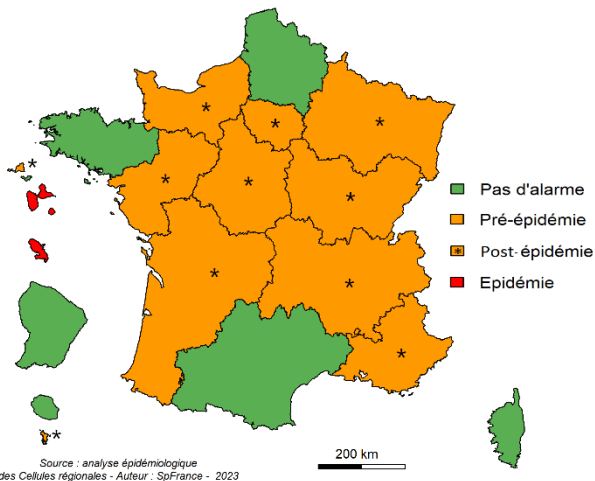 Pas d'alarme
Pré-épidémie
* Post-épidémie
Epidémie
200 km
Source : analyse épidémiologique
des Cellules régionales - Auteur : SpFrance - 2023